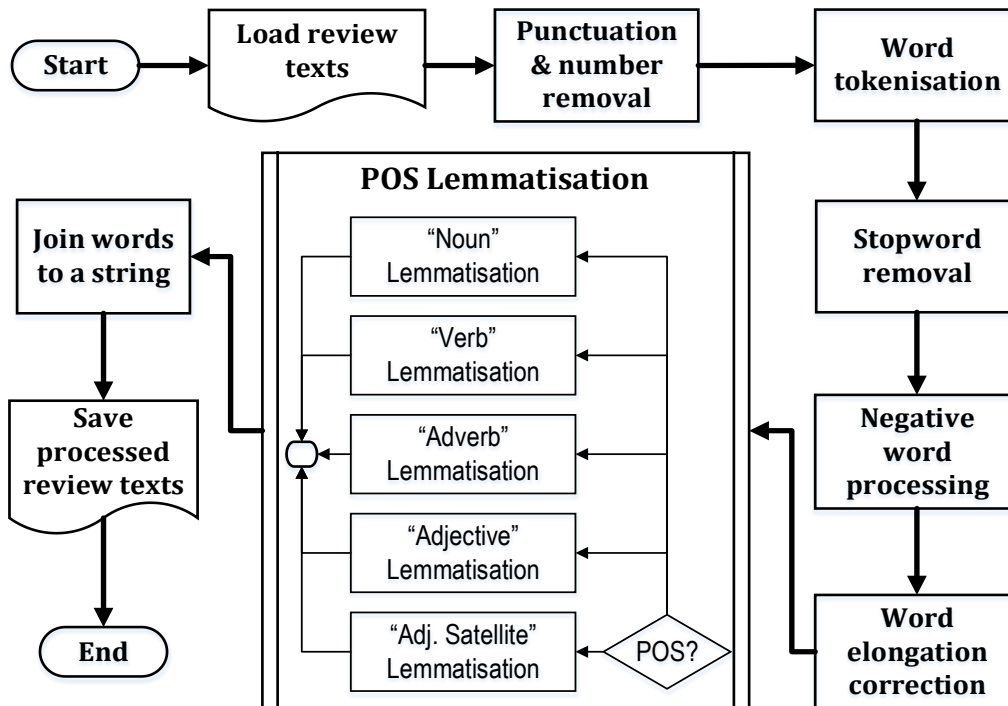 Start
Load review
texts
Punctuation
& number
removal
Word
tokenisation
Stopword
removal
Negative
word
processing
Word
elongation
correction
POS Lemmatisation
POS?
“Noun”
Lemmatisation
“Verb”
Lemmatisation
“Adverb”
Lemmatisation
“Adjective”
Lemmatisation
“Adj. Satellite”
Lemmatisation
Join words
to a string
Save
processed
review texts
End